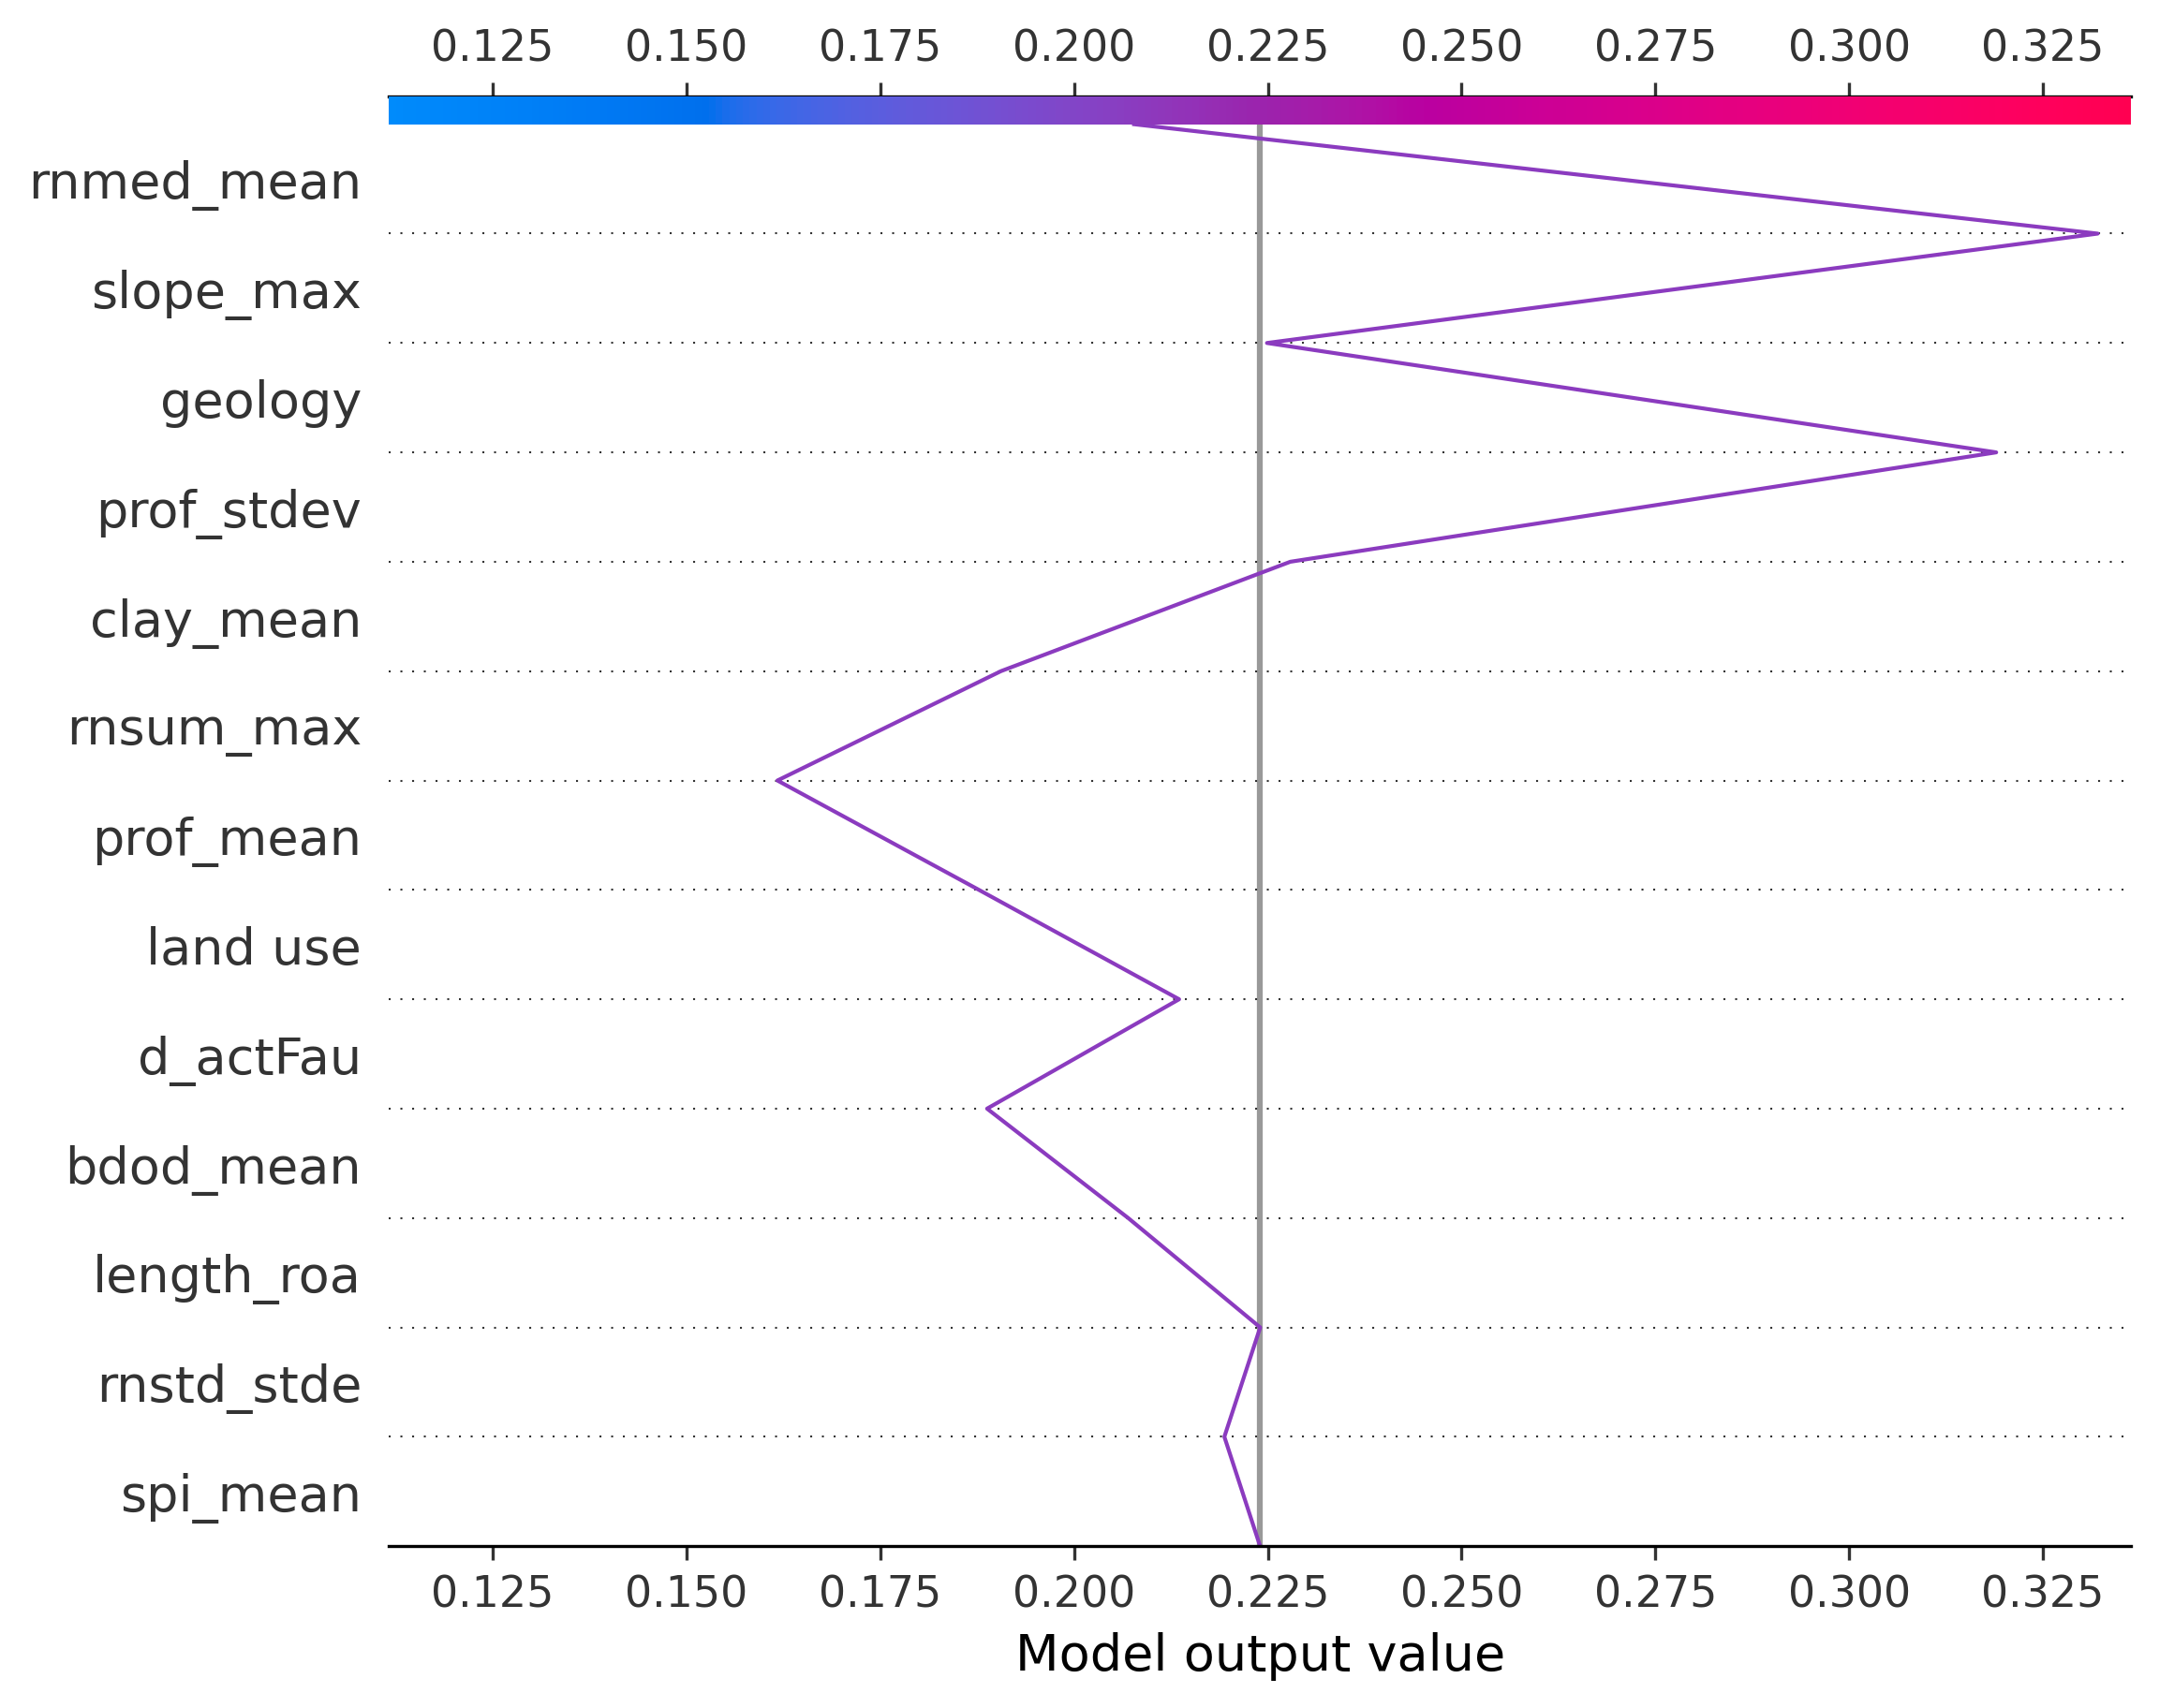 0.125 0.150 0.175 0.200 0.225 0.250 0.275 0.300 0.325
rnmed_mean
slope_max
geology
prof_stdev
clay_mean
rnsum_max
prof_mean
land use
d_actFau
bdod_mean
length_roa
rnstd_stde
spi_mean
0.125 0.150 0.175 0.200 0.225 0.250 0.275 0.300 0.325
Model output value